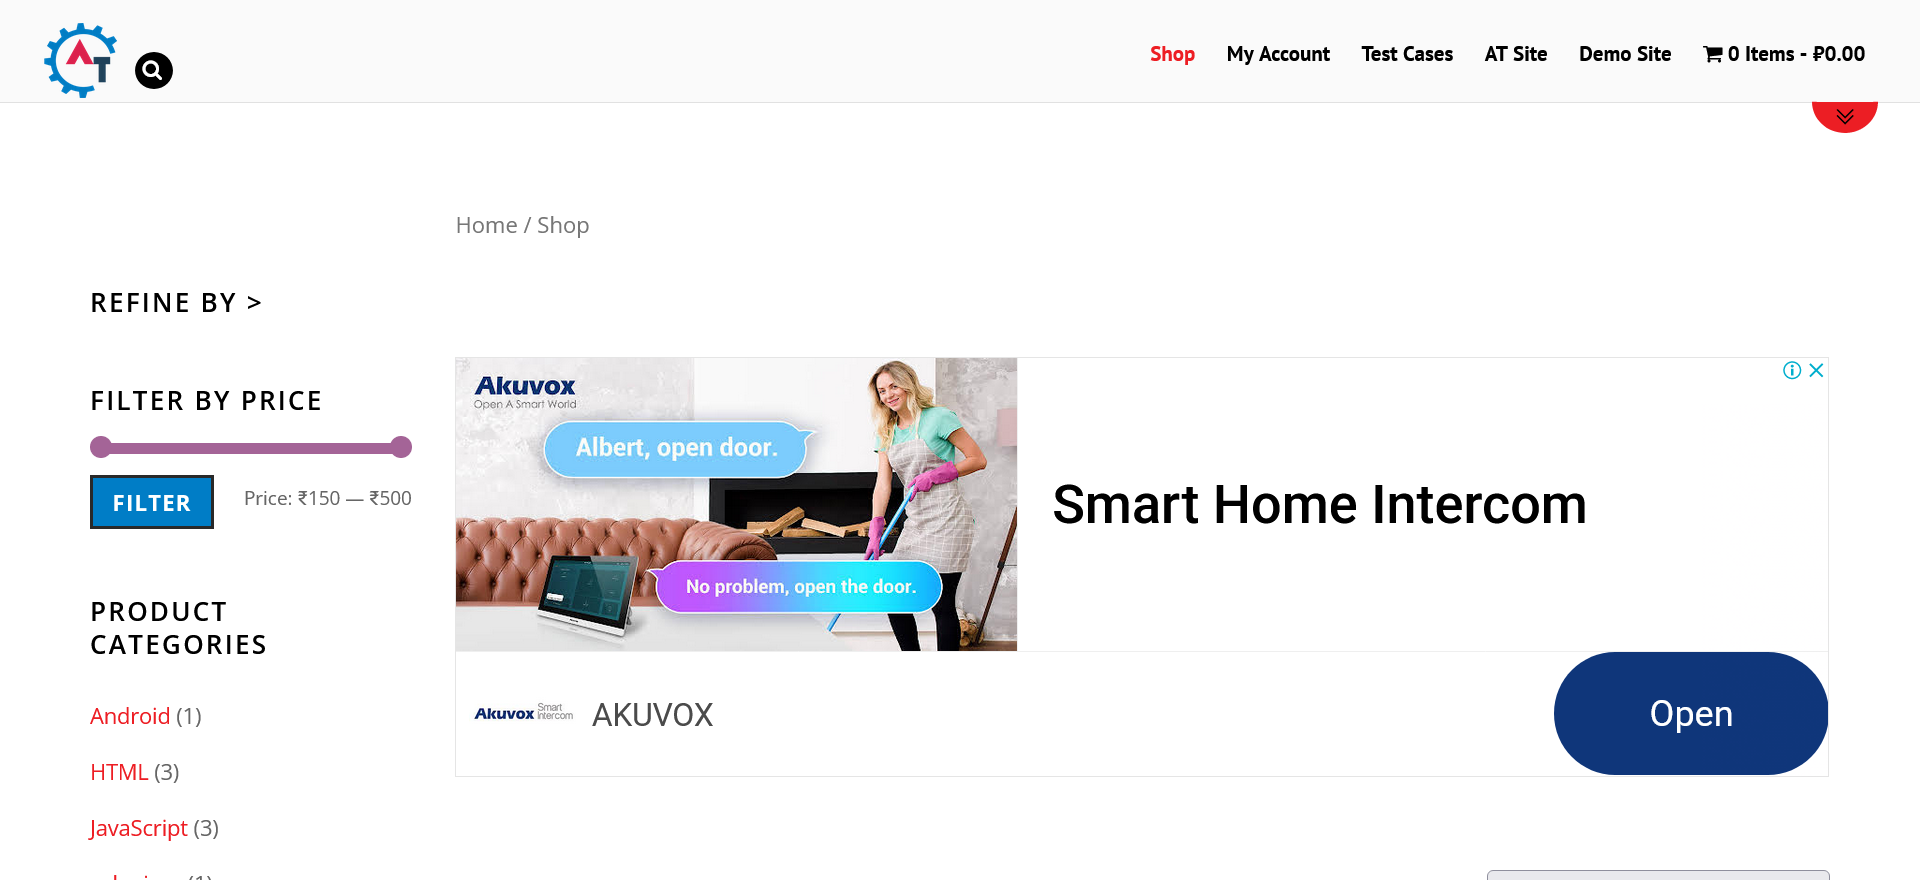 AT
Shop
My Account
Test Cases
AT Site
Demo Site
0 Items - ₽0.00
Home / Shop
REFINE BY >
FILTER BY PRICE
FILTER
Price: ₹150 — ₹500
PRODUCT
CATEGORIES
Android (1)
HTML (3)
JavaScript (3)
Akuvox
Open A Smart World
Albert, open door.
No problem, open the door.
Smart Home Intercom
Akuvox Smart
Intercom
AKUVOX
Open